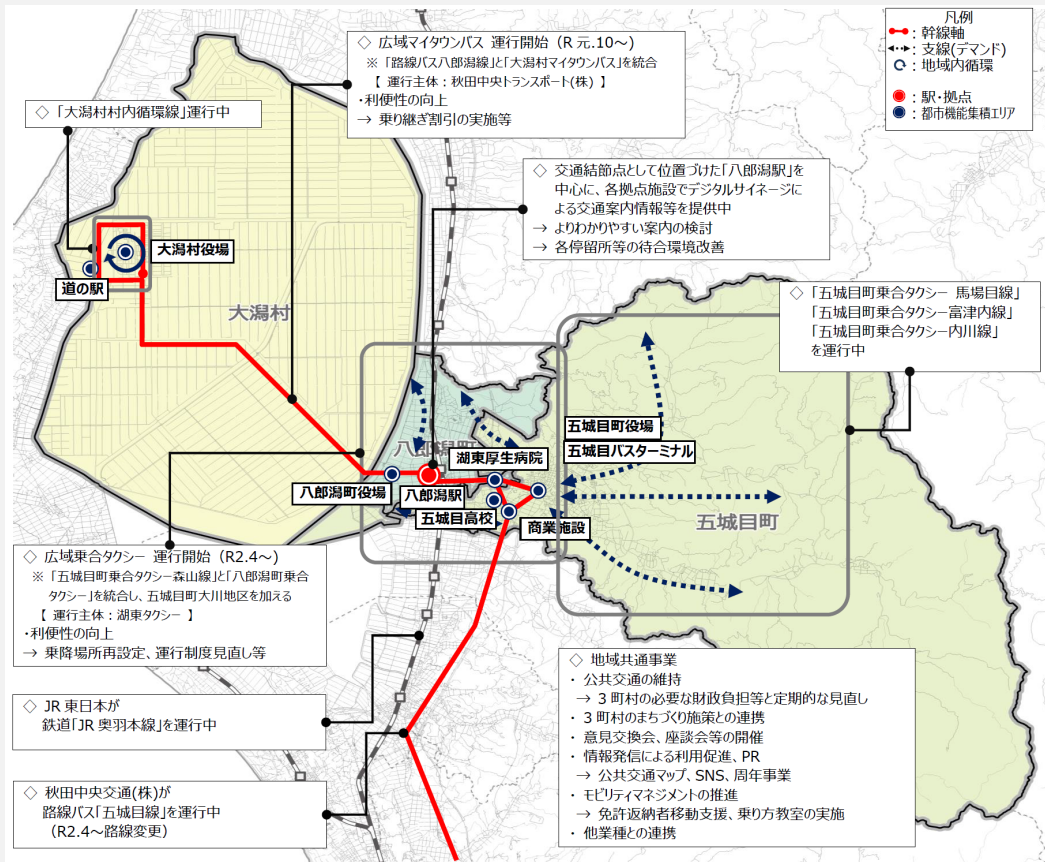 ◇ 広域マイタウンバス 運行開始（R 元.10～）
※ 「路線バス八郎潟線」と「大潟村マイタウンバス」を統合
【 運行主体：秋田中央トランスポート(株) 】
・利便性の向上
→ 乗り継ぎ割引の実施等
凡例
：幹線軸
：支線(デマンド)
：地域内循環
：駅・拠点
：都市機能集積エリア
◇ 「大潟村村内循環線」運行中
◇ 交通結節点として位置づけた「八郎潟駅」を
中心に、各拠点施設でデジタルサイネージに
よる交通案内情報等を提供中
→ よりわかりやすい案内の検討
→ 各停留所等の待合環境改善
大潟村役場
道の駅
大潟村
◇ 「五城目町乗合タクシー 馬場目線」
「五城目町乗合タクシー富津内線」
「五城目町乗合タクシー内川線」
を運行中
八郎潟町
五城目町役場
五城目バスターミナル
湖東厚生病院
八郎潟町役場
八郎潟駅
五城目高校
商業施設
五城目町
◇ 広域乗合タクシー 運行開始（R2.4～）
※ 「五城目町乗合タクシー森山線」と「八郎潟町乗合
タクシー」を統合し、五城目町大川地区を加える
【 運行主体：湖東タクシー 】
・利便性の向上
→ 乗降場所再設定、運行制度見直し等
◇ JR 東日本が
鉄道「JR 奥羽本線」を運行中
◇ 秋田中央交通(株)が
路線バス「五城目線」を運行中
（R2.4～路線変更）
◇ 地域共通事業
・ 公共交通の維持
→ 3 町村の必要な財政負担等と定期的な見直し
・ 3 町村のまちづくり施策との連携
・ 意見交換会、座談会等の開催
・ 情報発信による利用促進、PR
→ 公共交通マップ、SNS、周年事業
・ モビリティマネジメントの推進
→ 免許返納者移動支援、乗り方教室の実施
・ 他業種との連携